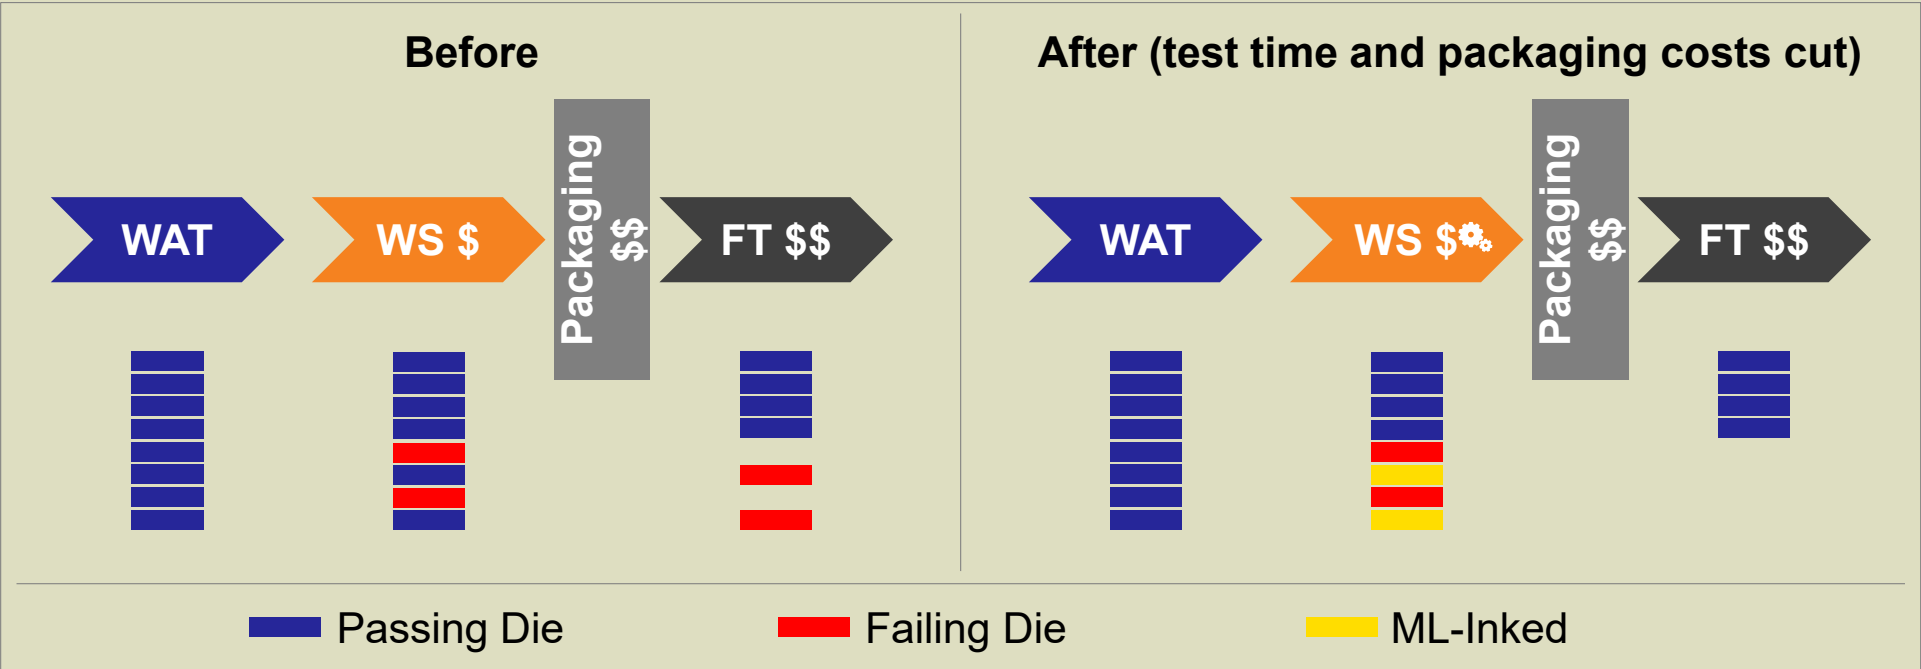 Before
WAT
WS $
Packaging
$$
FT $$
After (test time and packaging costs cut)
WAT
WS $
Packaging
$$
FT $$
Passing Die
Failing Die
ML-Inked